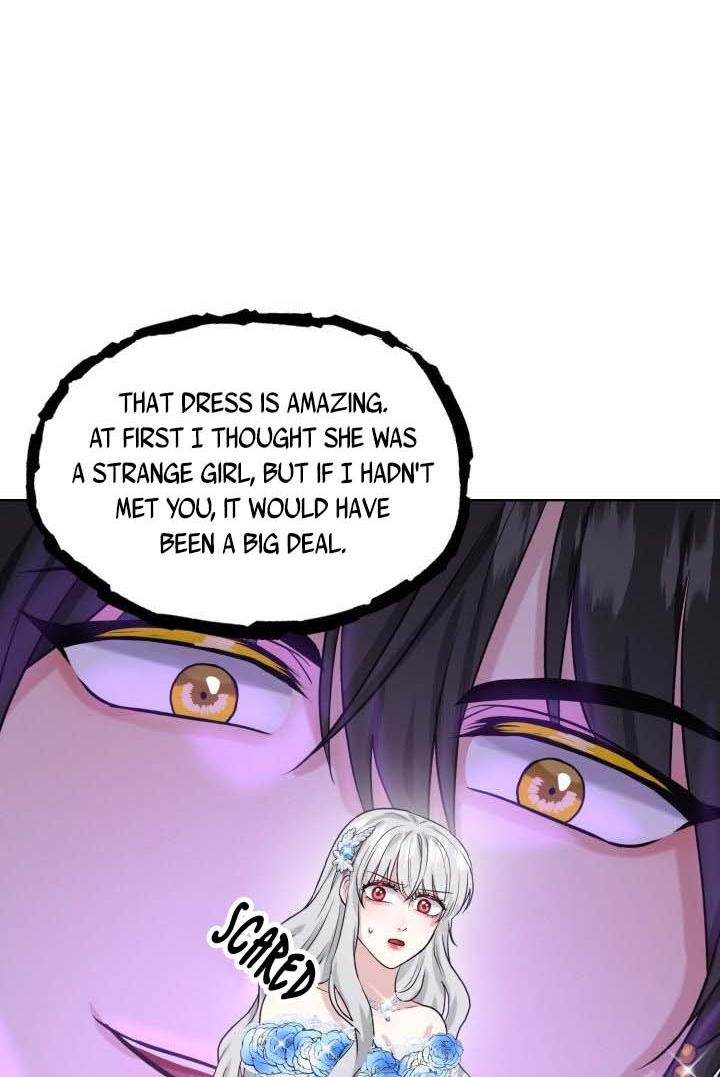 THAT DRESS IS AMAZING.
AT FIRST I THOUGHT SHE WAS
A STRANGE GIRL, BUT IF I HADN'T
MET YOU, IT WOULD HAVE
BEEN A BIG DEAL.
SCARED